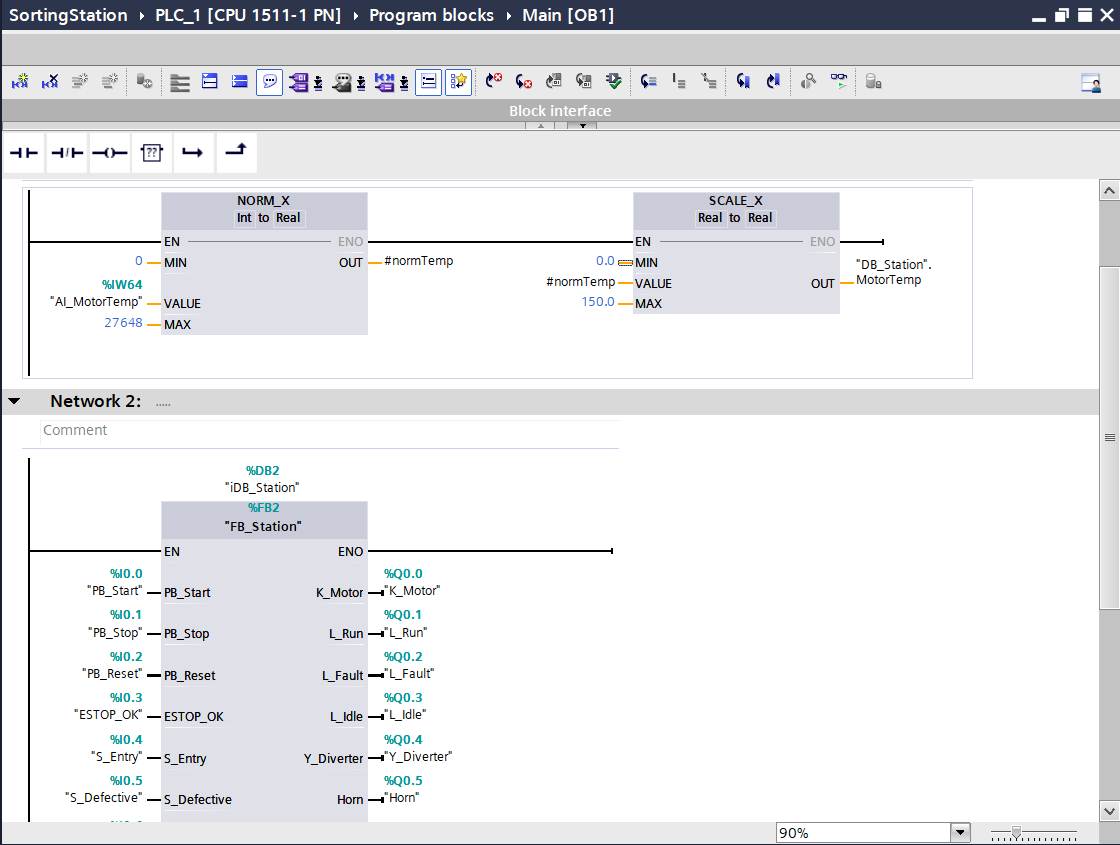 SortingStation › PLC_1 [CPU 1511-1 PN] › Program blocks › Main [OB1]
Block interface
??
NORM_X
Int to Real
EN ENO
0 MIN OUT #normTemp
%IW64
"AI_MotorTemp" VALUE
27648 MAX
SCALE_X
Real to Real
EN ENO
0.0 MIN
"DB_Station".
#normTemp VALUE OUT MotorTemp
150.0 MAX
Network 2: .....
Comment
%DB2
"iDB_Station"
%FB2
"FB_Station"
EN ENO
%I0.0 %Q0.0
"PB_Start" PB_Start K_Motor "K_Motor"
%I0.1 %Q0.1
"PB_Stop" PB_Stop L_Run "L_Run"
%I0.2 %Q0.2
"PB_Reset" PB_Reset L_Fault "L_Fault"
%I0.3 %Q0.3
"ESTOP_OK" ESTOP_OK L_Idle "L_Idle"
%I0.4 %Q0.4
"S_Entry" S_Entry Y_Diverter "Y_Diverter"
%I0.5 %Q0.5
"S_Defective" S_Defective Horn "Horn"
90%